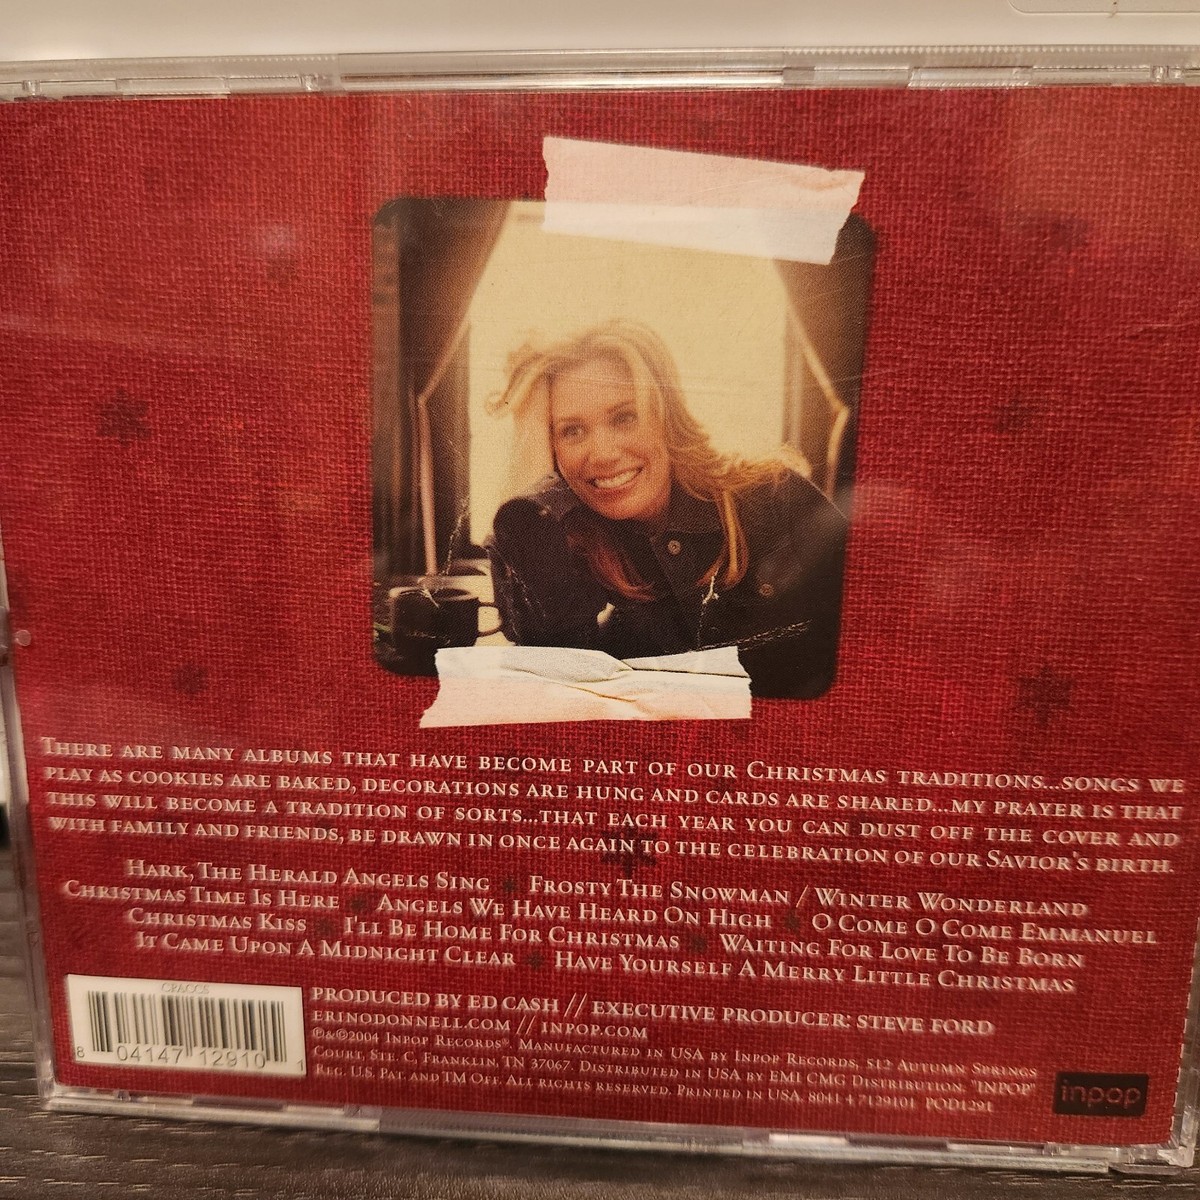 There are many albums that have become part of our Christmas traditions...songs we
play as cookies are baked, decorations are hung and cards are shared...my prayer is that
this will become a tradition of sorts...that each year you can dust off the cover and
with family and friends, be drawn in once again to the celebration of our Savior's birth.
Hark, The Herald Angels Sing * Frosty The Snowman / Winter Wonderland
Christmas Time Is Here * Angels We Have Heard On High * O Come O Come Emmanuel
Christmas Kiss * I'll Be Home For Christmas * Waiting For Love To Be Born
It Came Upon A Midnight Clear * Have Yourself A Merry Little Christmas
CPACCS
8 04147 12910 1
PRODUCED BY ED CASH // EXECUTIVE PRODUCER: STEVE FORD
ERINODONNELL.COM // INPOP.COM
℗&©2004 Inpop Records®. Manufactured in USA by Inpop Records, 512 Autumn Springs
Court, Ste. C, Franklin, TN 37067. Distributed in USA by EMI CMG Distribution. "INPOP"
Reg. U.S. Pat. and TM Off. All rights reserved. Printed in USA. 8041 4 7129101 POD1291
inpop